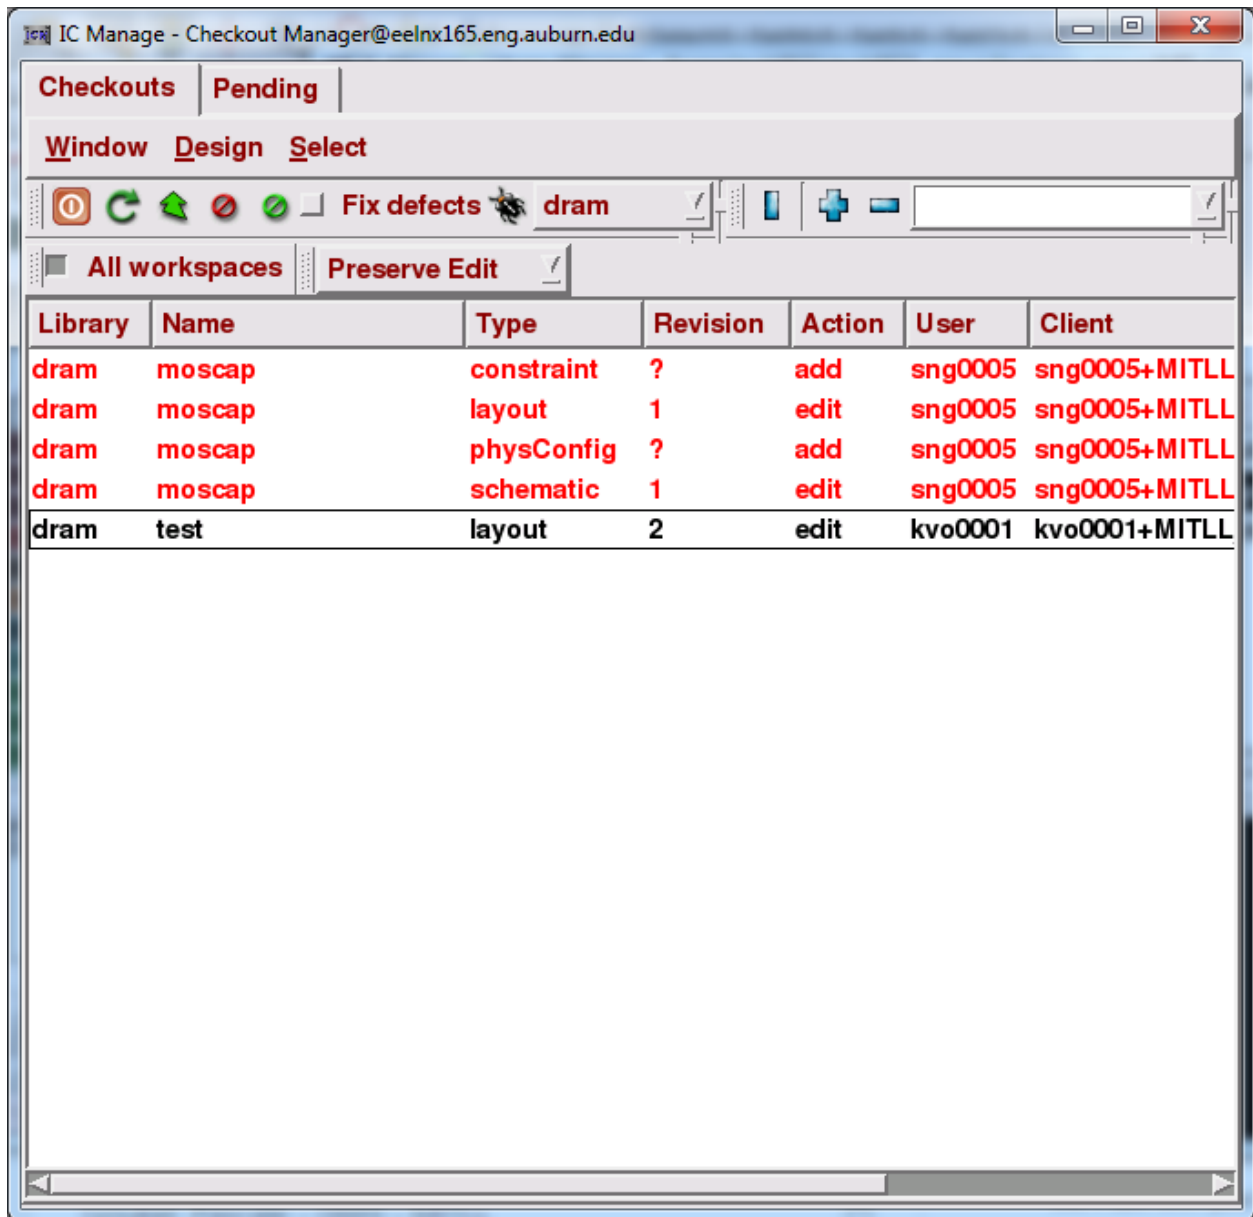 IC Manage - Checkout Manager@eelnx165.eng.auburn.edu
Checkouts Pending
Window Design Select
Fix defects dram
All workspaces Preserve Edit
Library Name Type Revision Action User Client
dram moscap constraint ? add sng0005 sng0005+MITLL
dram moscap layout 1 edit sng0005 sng0005+MITLL
dram moscap physConfig ? add sng0005 sng0005+MITLL
dram moscap schematic 1 edit sng0005 sng0005+MITLL
dram test layout 2 edit kvo0001 kvo0001+MITLL